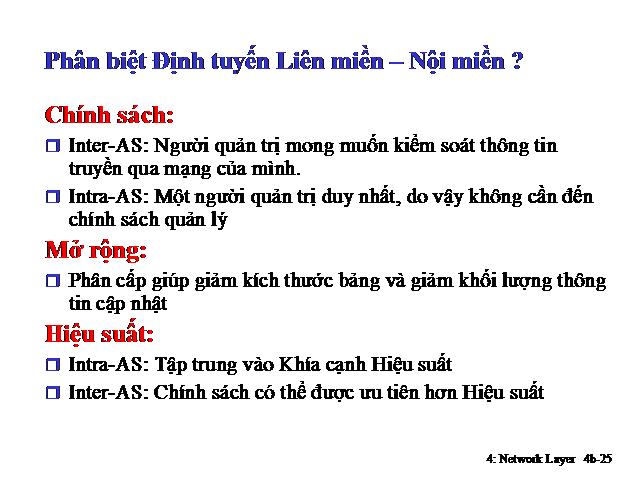 Phân biệt Định tuyến Liên miền – Nội miền ?
Chính sách:
Inter-AS: Người quản trị mong muốn kiểm soát thông tin
truyền qua mạng của mình.
Intra-AS: Một người quản trị duy nhất, do vậy không cần đến
chính sách quản lý
Mở rộng:
Phân cấp giúp giảm kích thước bảng và giảm khối lượng thông
tin cập nhật
Hiệu suất:
Intra-AS: Tập trung vào Khía cạnh Hiệu suất
Inter-AS: Chính sách có thể được ưu tiên hơn Hiệu suất
4: Network Layer 4b-25